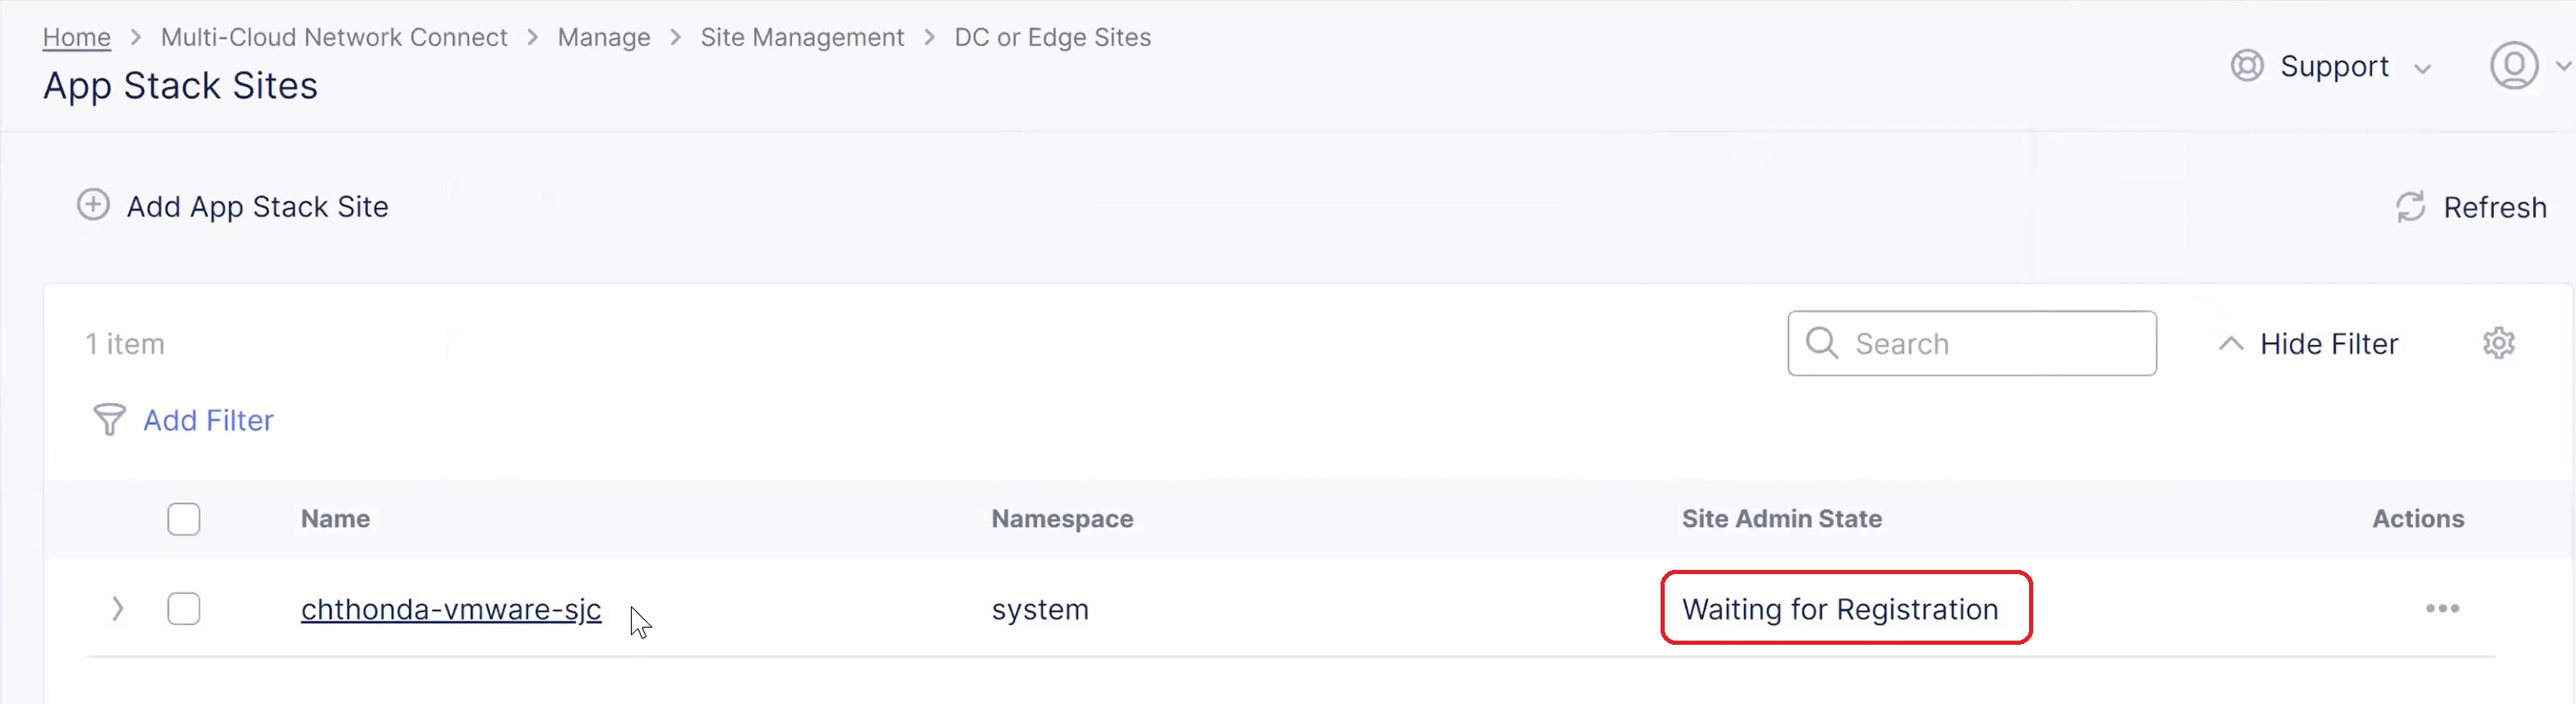 Home > Multi-Cloud Network Connect > Manage > Site Management > DC or Edge Sites
App Stack Sites
Support
Add App Stack Site
Refresh
1 item
Search
Hide Filter
Add Filter
Name Namespace Site Admin State Actions
chthonda-vmware-sjc system Waiting for Registration